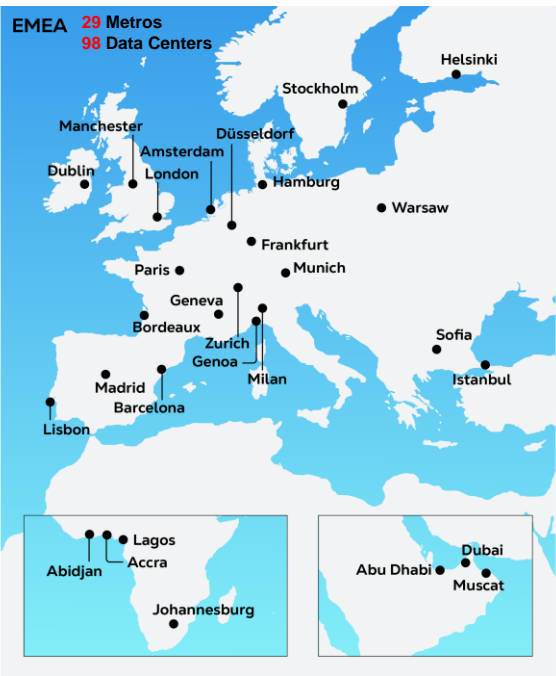 EMEA 29 Metros
98 Data Centers
Helsinki
Stockholm
Manchester
Düsseldorf
Amsterdam
Dublin
London
Hamburg
Warsaw
Frankfurt
Paris
Munich
Geneva
Bordeaux
Zurich
Sofia
Genoa
Milan
Istanbul
Madrid
Barcelona
Lisbon
Lagos
Accra
Abidjan
Johannesburg
Dubai
Abu Dhabi
Muscat